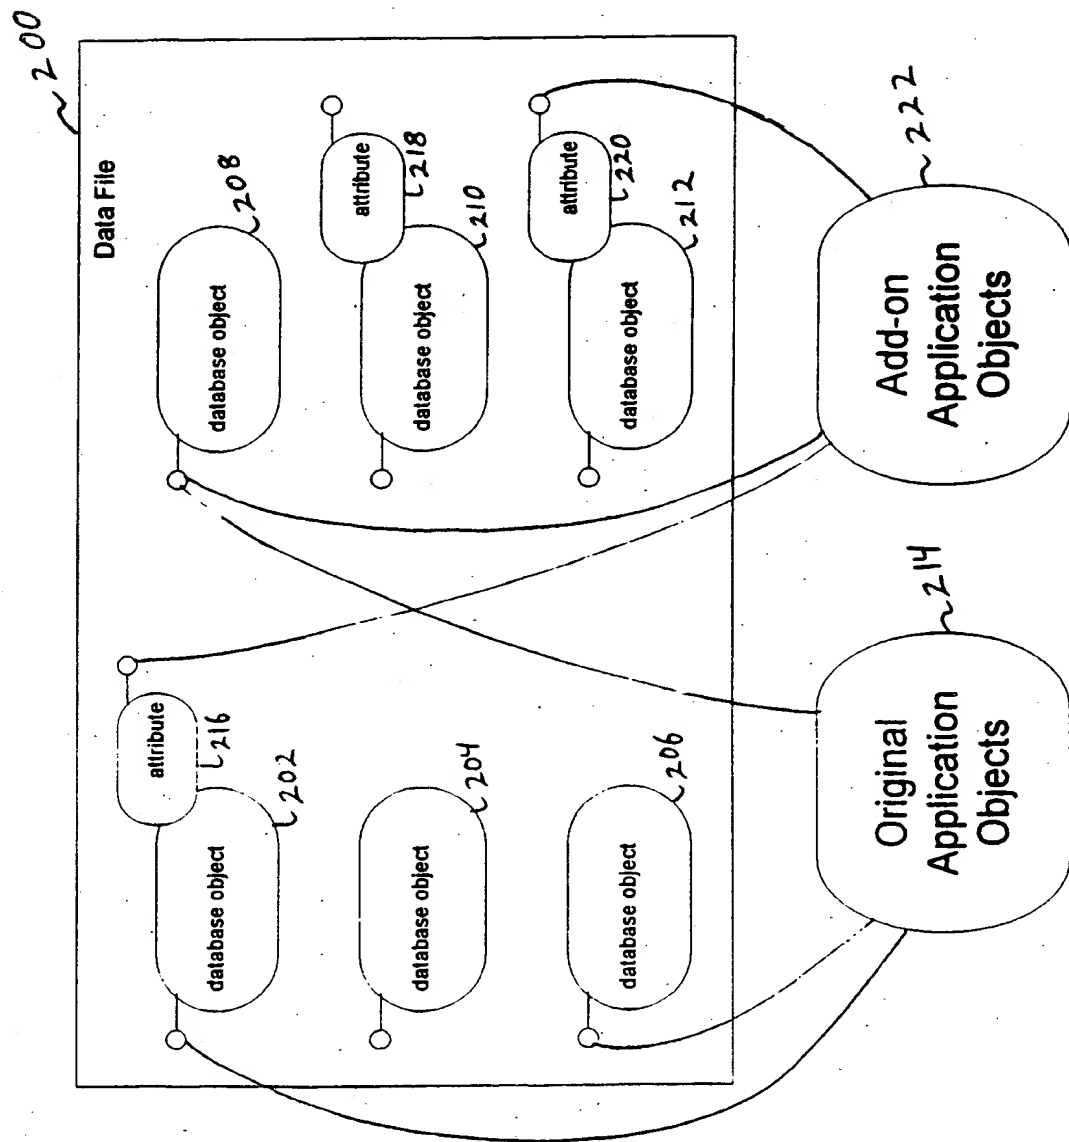 200
Data File
attribute
216
database object
202
database object
204
database object
206
database object
208
attribute
218
database object
210
attribute
220
database object
212
Original
Application
Objects
214
Add-on
Application
Objects
222